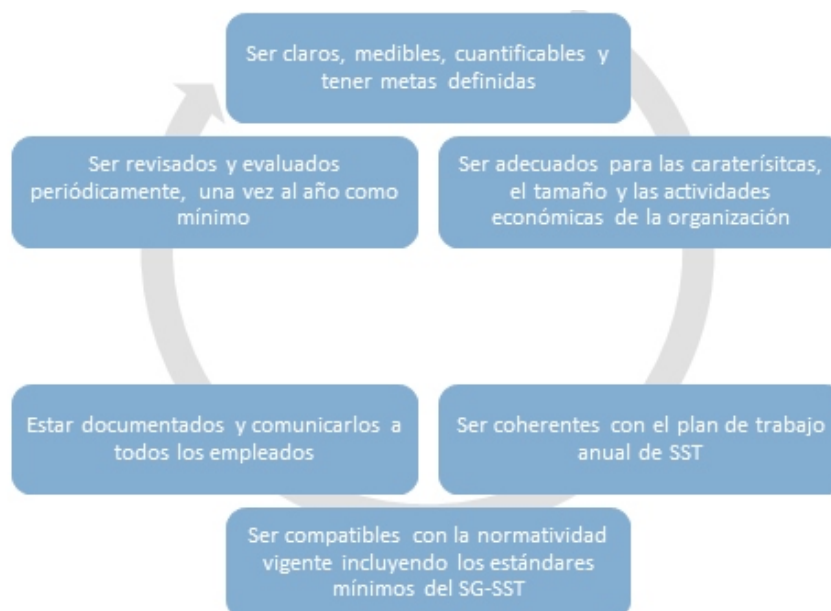 Ser claros, medibles, cuantificables y
tener metas definidas
Ser adecuados para las caraterísitcas,
el tamaño y las actividades
económicas de la organización
Ser coherentes con el plan de trabajo
anual de SST
Ser compatibles con la normatividad
vigente incluyendo los estándares
mínimos del SG-SST
Estar documentados y comunicarlos a
todos los empleados
Ser revisados y evaluados
periódicamente, una vez al año como
mínimo